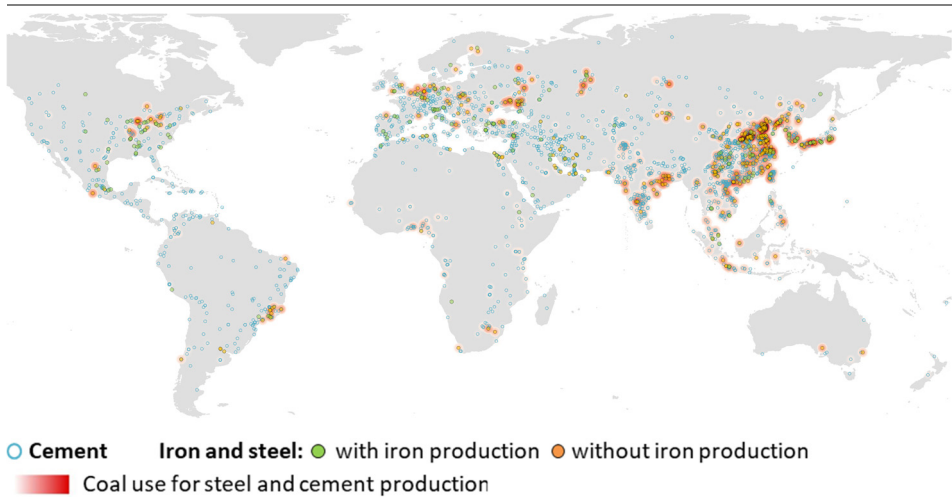 Cement Iron and steel: with iron production without iron production
Coal use for steel and cement production